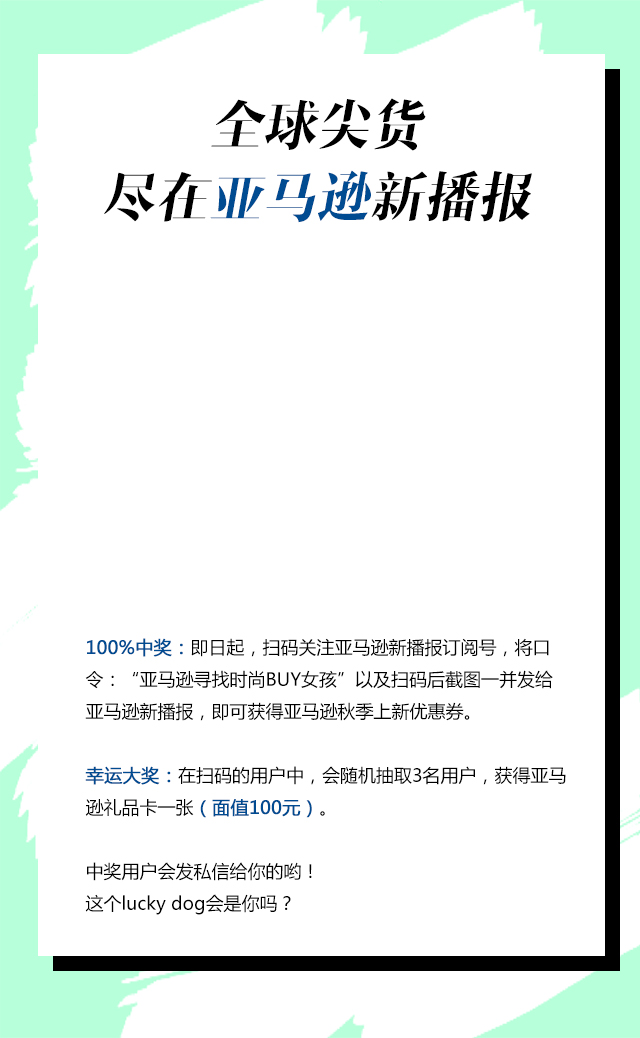 全球尖货
尽在亚马逊新播报
100%中奖：即日起，扫码关注亚马逊新播报订阅号，将口
令：“亚马逊寻找时尚BUY女孩”以及扫码后截图一并发给
亚马逊新播报，即可获得亚马逊秋季上新优惠券。
幸运大奖：在扫码的用户中，会随机抽取3名用户，获得亚马
逊礼品卡一张（面值100元）。
中奖用户会发私信给你的哟！
这个lucky dog会是你吗？